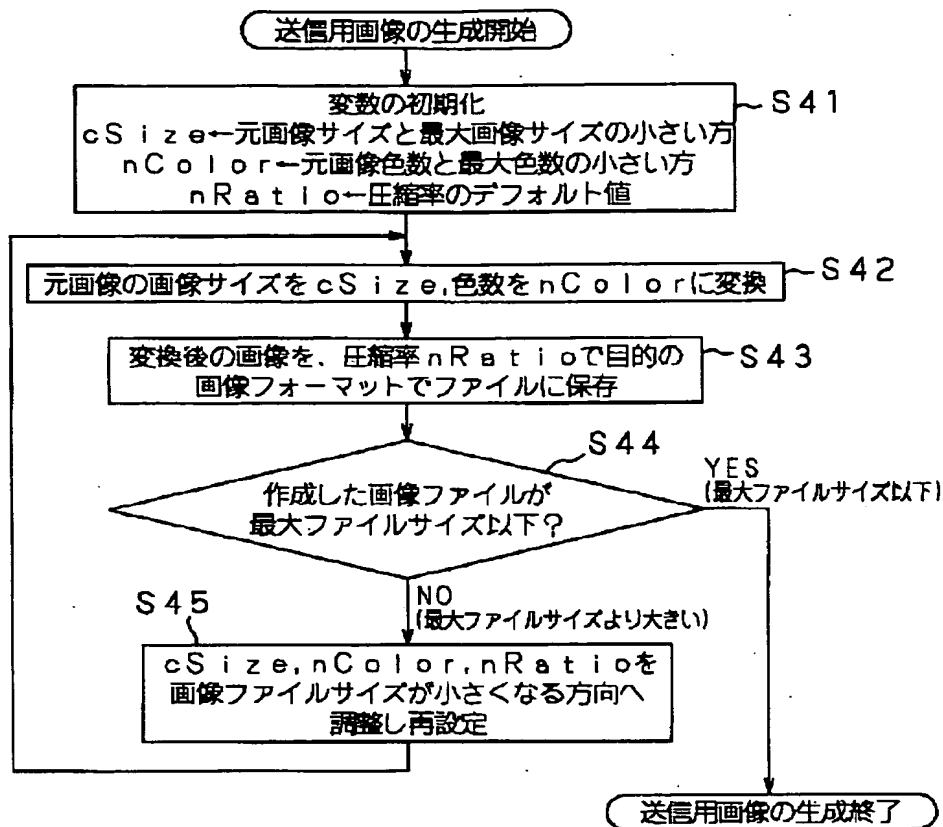 送信用画像の生成開始
変数の初期化
cSize←元画像サイズと最大画像サイズの小さい方
nColor←元画像色数と最大色数の小さい方
nRatio←圧縮率のデフォルト値
S41
元画像の画像サイズをcSize,色数をnColorに変換
S42
変換後の画像を、圧縮率nRatioで目的の
画像フォーマットでファイルに保存
S43
S44
作成した画像ファイルが
最大ファイルサイズ以下?
YES
(最大ファイルサイズ以下)
NO
(最大ファイルサイズより大きい)
S45
cSize,nColor,nRatioを
画像ファイルサイズが小さくなる方向へ
調整し再設定
送信用画像の生成終了